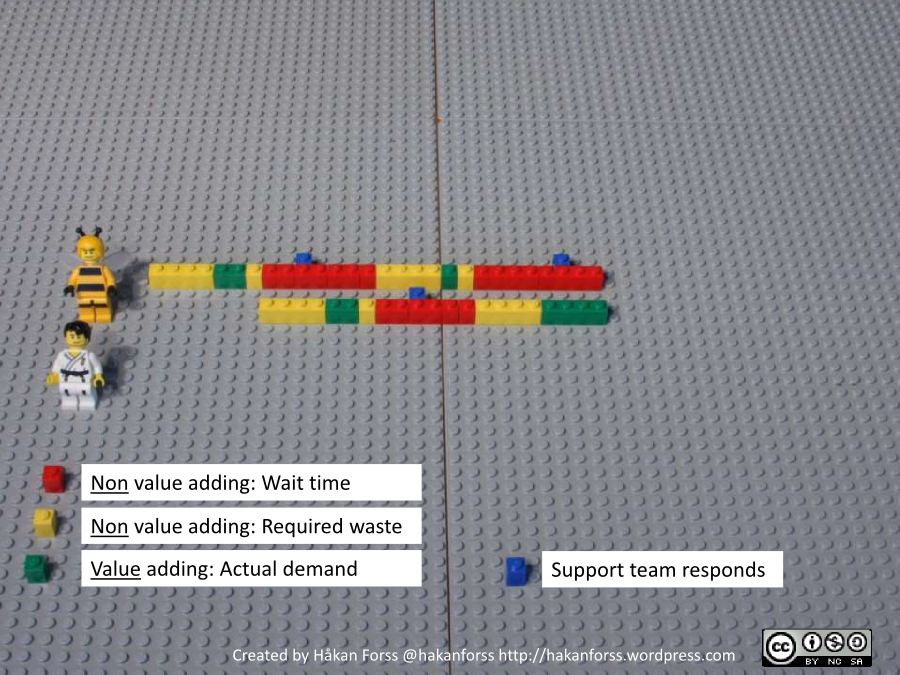 Non value adding: Wait time
Non value adding: Required waste
Value adding: Actual demand
Support team responds
Created by Håkan Forss @hakanforss http://hakanforss.wordpress.com
cc
BY NC SA